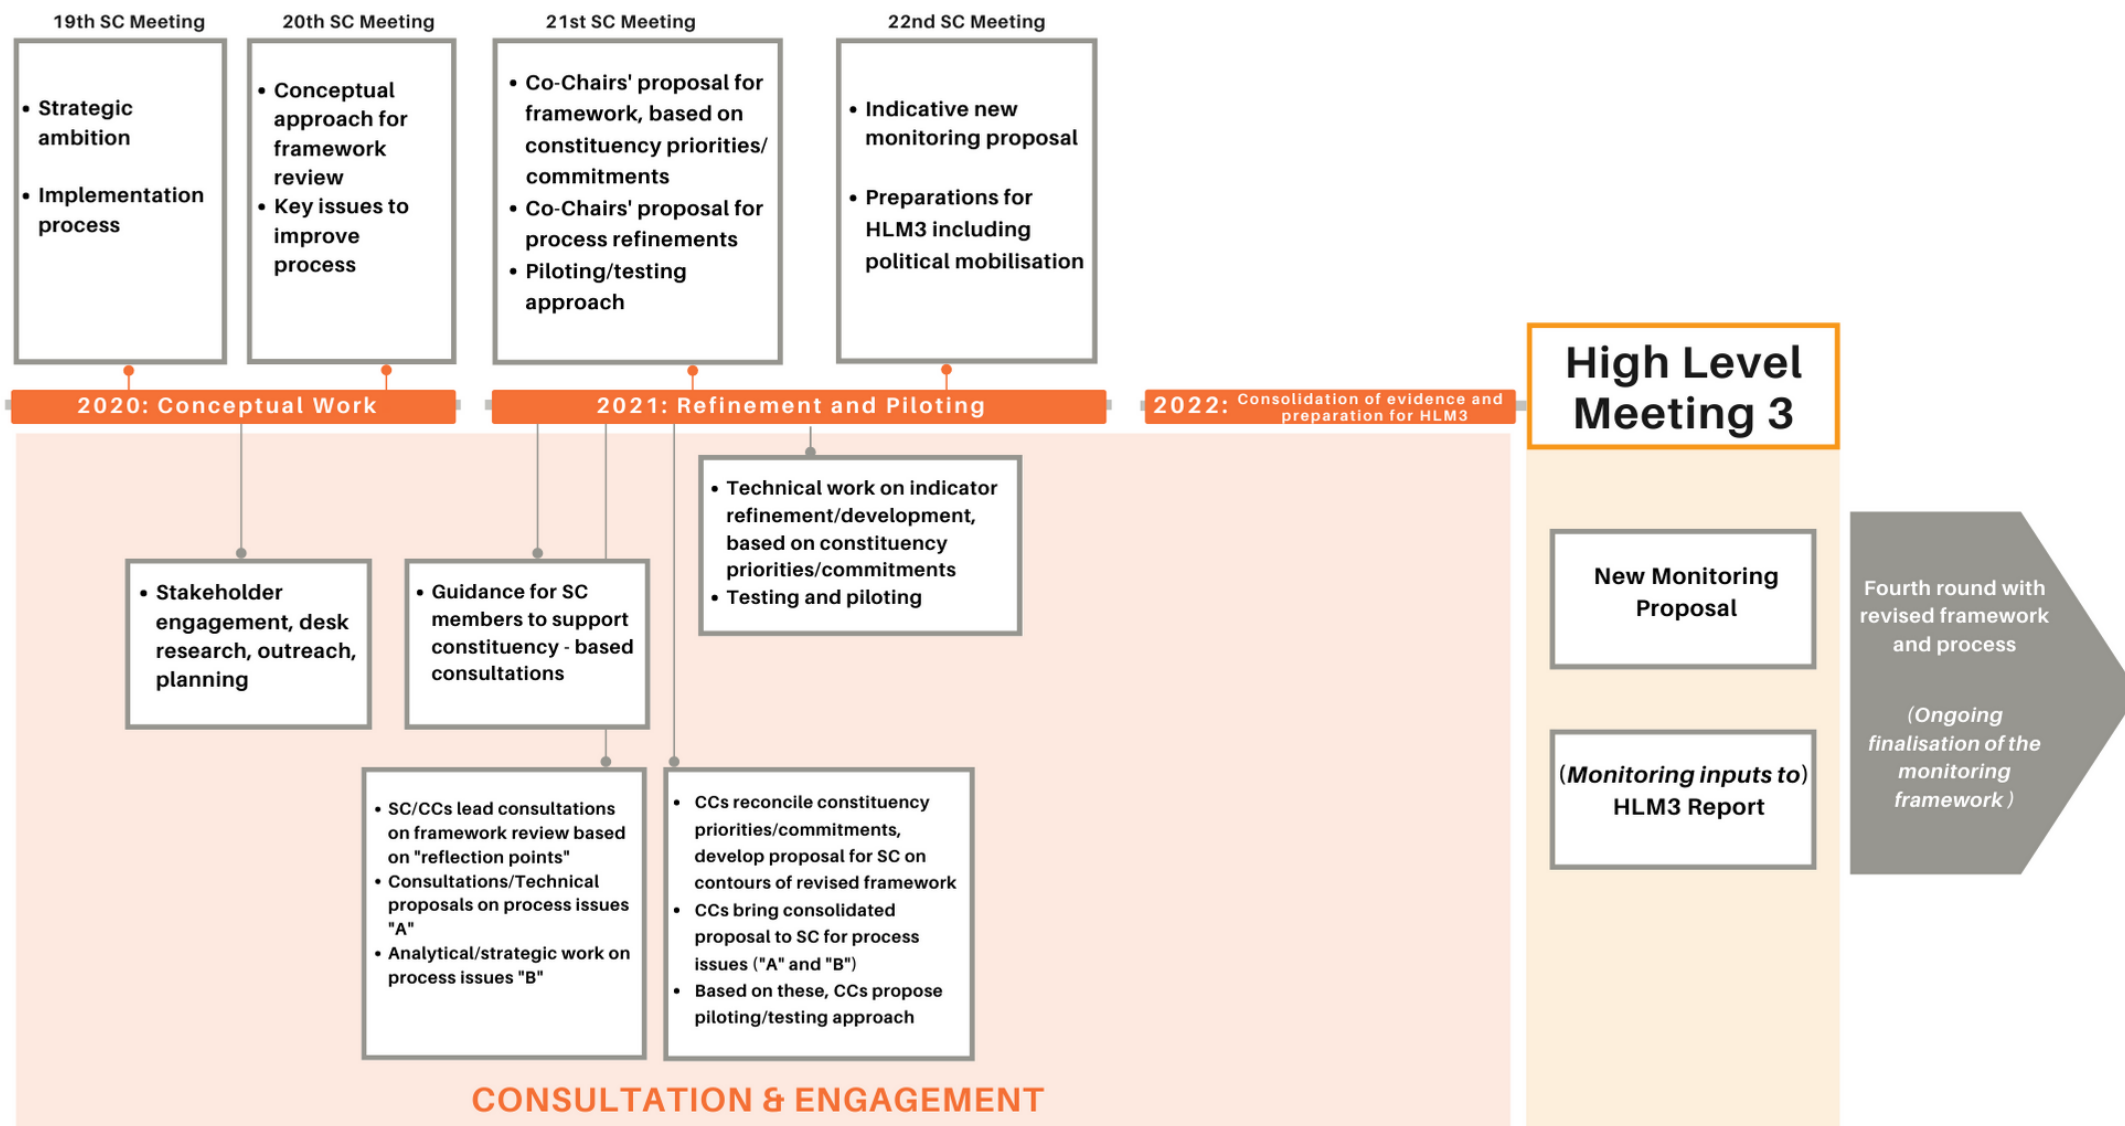 19th SC Meeting
20th SC Meeting
21st SC Meeting
22nd SC Meeting
• Strategic
ambition
• Implementation
process
• Conceptual
approach for
framework
review
• Key issues to
improve
process
• Co-Chairs' proposal for
framework, based on
constituency priorities/
commitments
• Co-Chairs' proposal for
process refinements
• Piloting/testing
approach
• Indicative new
monitoring proposal
• Preparations for
HLM3 including
political mobilisation
2020: Conceptual Work
2021: Refinement and Piloting
2022: Consolidation of evidence and
preparation for HLM3
High Level
Meeting 3
• Stakeholder
engagement, desk
research, outreach,
planning
• Guidance for SC
members to support
constituency - based
consultations
• Technical work on indicator
refinement/development,
based on constituency
priorities/commitments
• Testing and piloting
• SC/CCs lead consultations
on framework review based
on "reflection points"
• Consultations/Technical
proposals on process issues
"A"
• Analytical/strategic work on
process issues "B"
• CCs reconcile constituency
priorities/commitments,
develop proposal for SC on
contours of revised framework
• CCs bring consolidated
proposal to SC for process
issues ("A" and "B")
• Based on these, CCs propose
piloting/testing approach
New Monitoring
Proposal
(Monitoring inputs to)
HLM3 Report
Fourth round with
revised framework
and process
(Ongoing
finalisation of the
monitoring
framework)
CONSULTATION & ENGAGEMENT